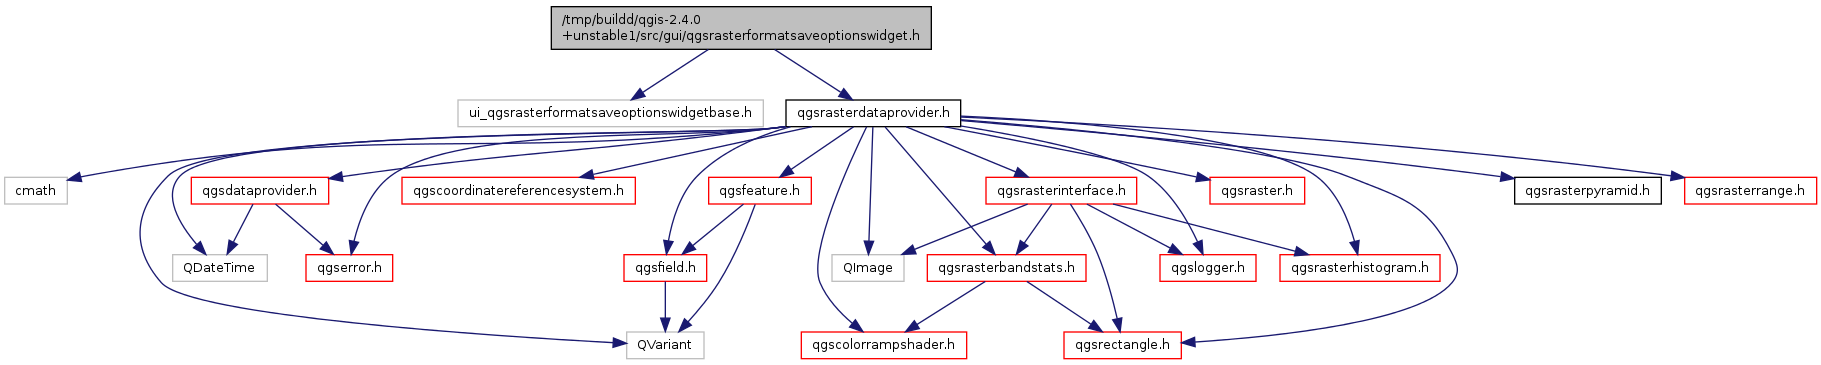 /tmp/buildd/qgis-2.4.0
+unstable1/src/gui/qgsrasterformatsaveoptionswidget.h
ui_qgsrasterformatsaveoptionswidgetbase.h
qgsrasterdataprovider.h
cmath
qgsdataprovider.h
qgscoordinatereferencesystem.h
qgsfeature.h
qgsrasterinterface.h
qgsraster.h
qgsrasterpyramid.h
qgsrasterrange.h
QDateTime
qgserror.h
qgsfield.h
QImage
qgsrasterbandstats.h
qgslogger.h
qgsrasterhistogram.h
QVariant
qgscolorrampshader.h
qgsrectangle.h